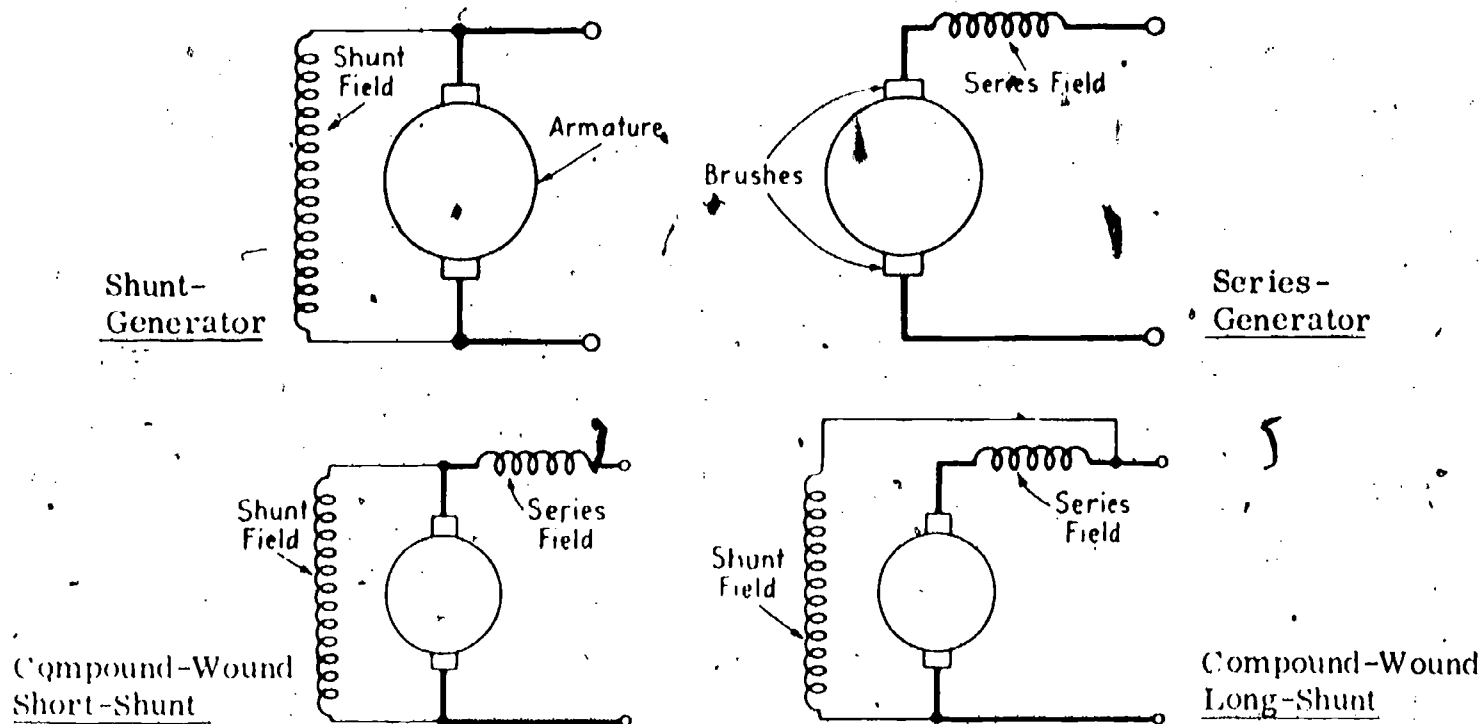 Shunt
Field
Armature
Shunt-
Generator
Series Field
Brushes
Series-
Generator
Shunt
Field
Series
Field
Compound-Wound
Short-Shunt
Shunt
Field
Series
Field
Compound-Wound
Long-Shunt